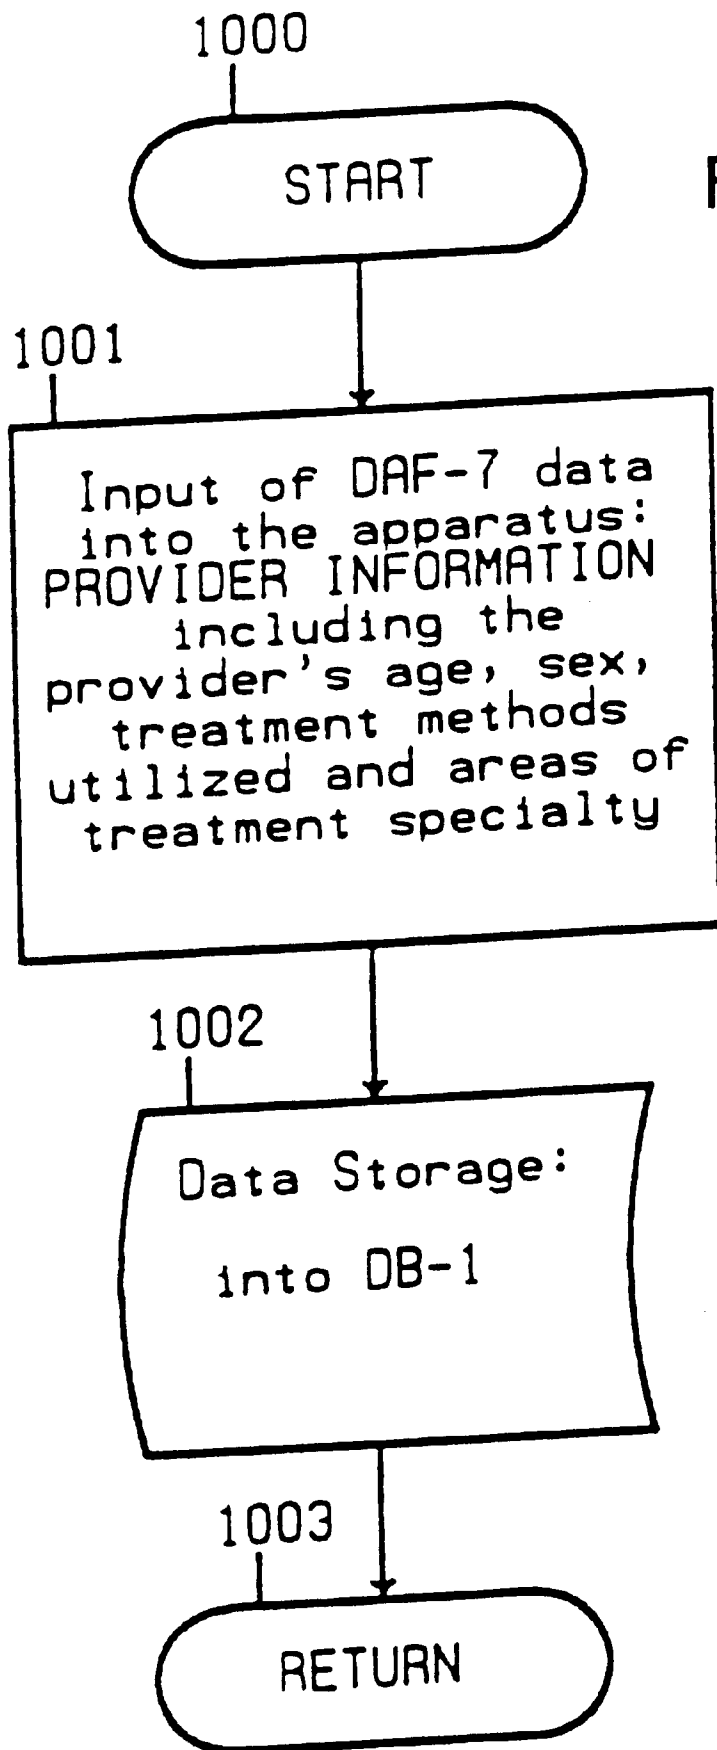 1000
START
1001
Input of DAF-7 data
into the apparatus:
PROVIDER INFORMATION
including the
provider's age, sex,
treatment methods
utilized and areas of
treatment specialty
1002
Data Storage:
into DB-1
1003
RETURN